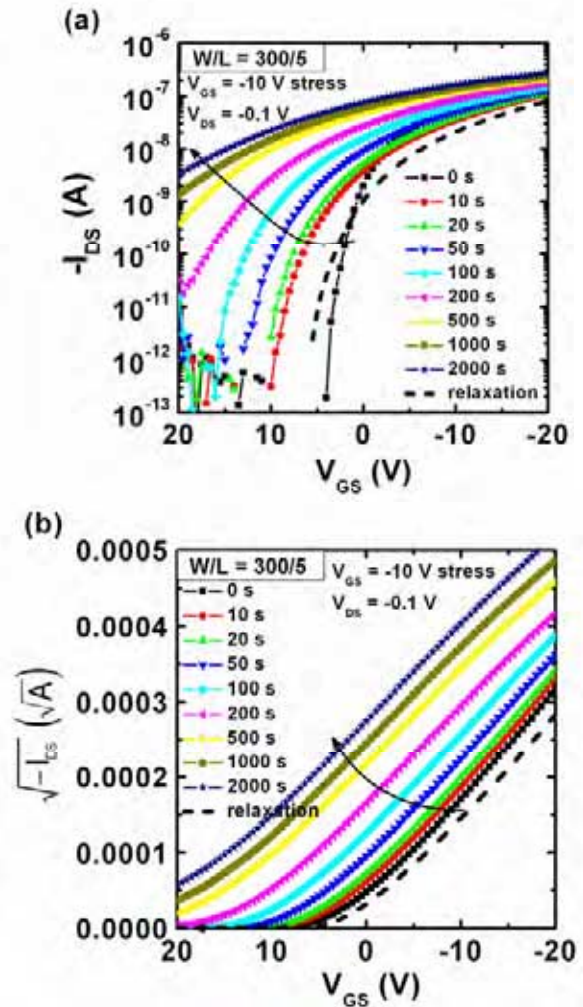 (a)
10⁻⁶
10⁻⁷
10⁻⁸
10⁻⁹
10⁻¹⁰
10⁻¹¹
10⁻¹²
10⁻¹³
-I_DS (A)
W/L = 300/5
V_GS = -10 V stress
V_DS = -0.1 V
0 s
10 s
20 s
50 s
100 s
200 s
500 s
1000 s
2000 s
relaxation
20 10 0 -10 -20
V_GS (V)
(b)
0.0005
0.0004
0.0003
0.0002
0.0001
0.0000
√-I_DS (√A)
W/L = 300/5
V_GS = -10 V stress
V_DS = -0.1 V
0 s
10 s
20 s
50 s
100 s
200 s
500 s
1000 s
2000 s
relaxation
20 10 0 -10 -20
V_GS (V)